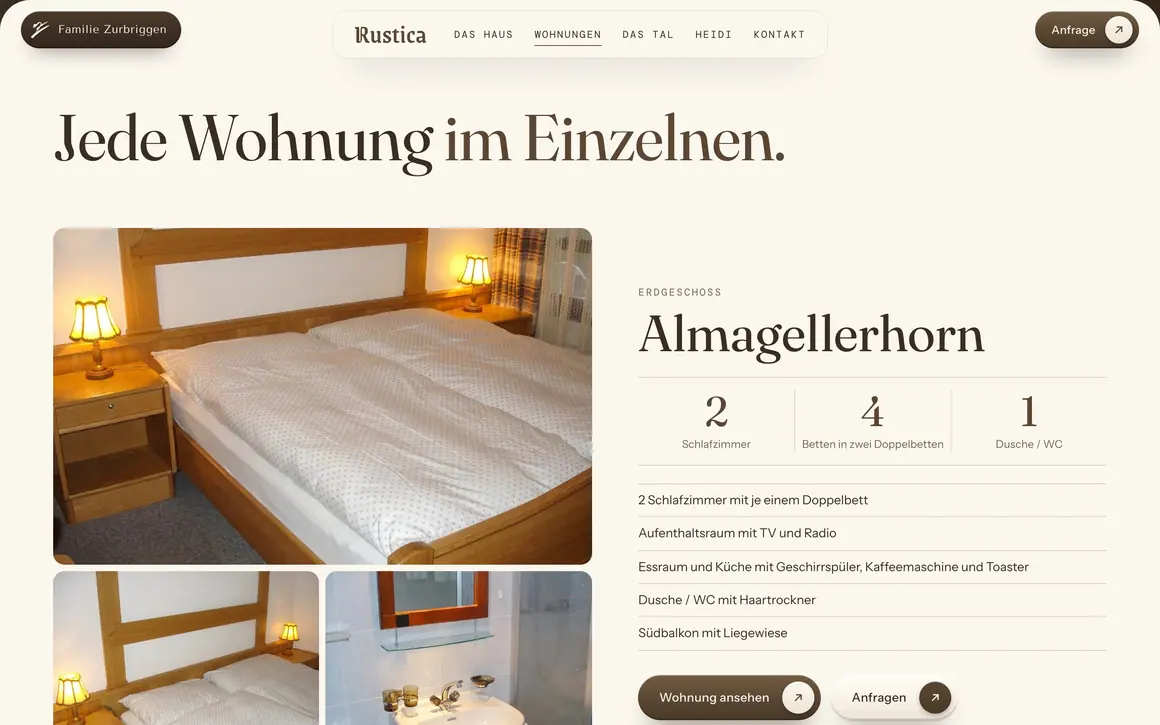 Familie Zurbriggen
Rustica
DAS HAUS
WOHNUNGEN
DAS TAL
HEIDI
KONTAKT
Anfrage
Jede Wohnung im Einzelnen.
ERDGESCHOSS
Almagellerhorn
2
Schlafzimmer
4
Betten in zwei Doppelbetten
1
Dusche / WC
2 Schlafzimmer mit je einem Doppelbett
Aufenthaltsraum mit TV und Radio
Essraum und Küche mit Geschirrspüler, Kaffeemaschine und Toaster
Dusche / WC mit Haartrockner
Südbalkon mit Liegewiese
Wohnung ansehen
Anfragen